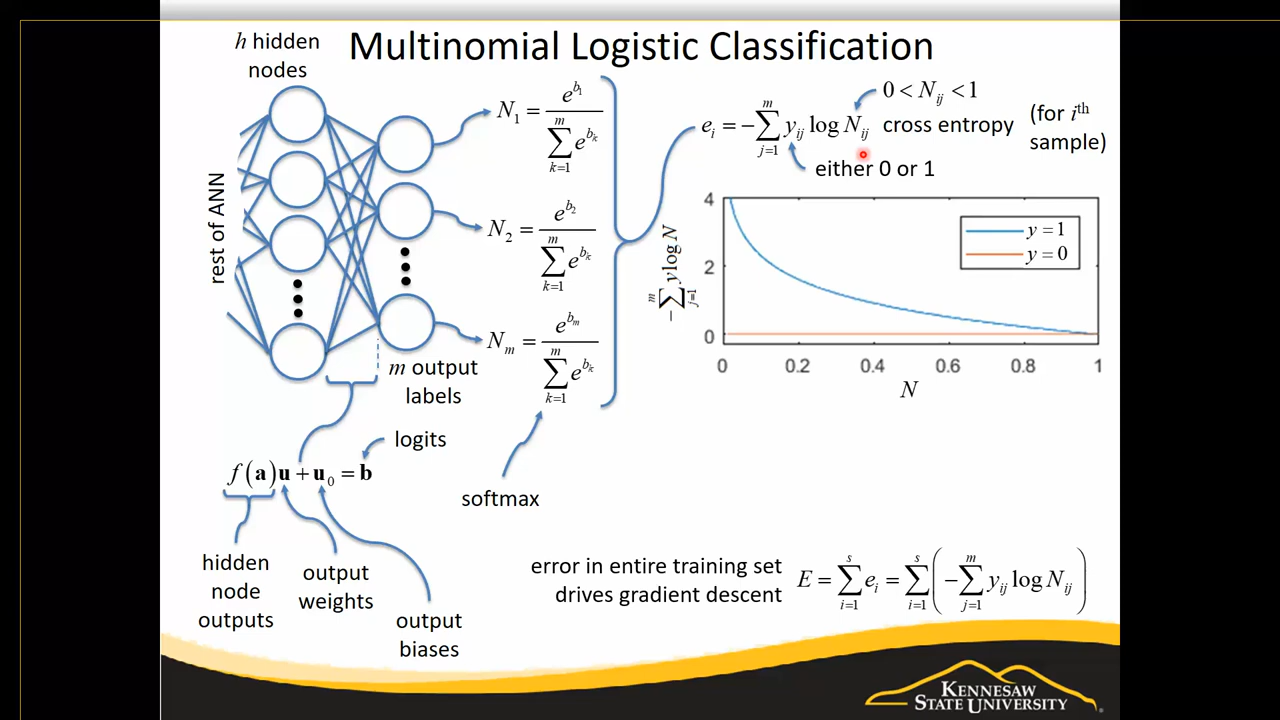 Multinomial Logistic Classification
h hidden
nodes
rest of ANN
N₁ = e^{b₁} / ∑_{k=1}^{m} e^{b_k}
N₂ = e^{b₂} / ∑_{k=1}^{m} e^{b_k}
N_m = e^{b_m} / ∑_{k=1}^{m} e^{b_k}
m output
labels
e_i = −∑_{j=1}^{m} y_{ij} log N_{ij} cross entropy
0 < N_{ij} < 1
(for i^{th}
sample)
either 0 or 1
4
2
0
−∑_{j=1}^{m} y log N
y = 1
y = 0
0 0.2 0.4 0.6 0.8 1
N
logits
f(a)u + u₀ = b
softmax
hidden
node
outputs
output
weights
output
biases
error in entire training set
drives gradient descent
E = ∑_{i=1}^{s} e_i = ∑_{i=1}^{s} (−∑_{j=1}^{m} y_{ij} log N_{ij})
KENNESAW
STATE UNIVERSITY